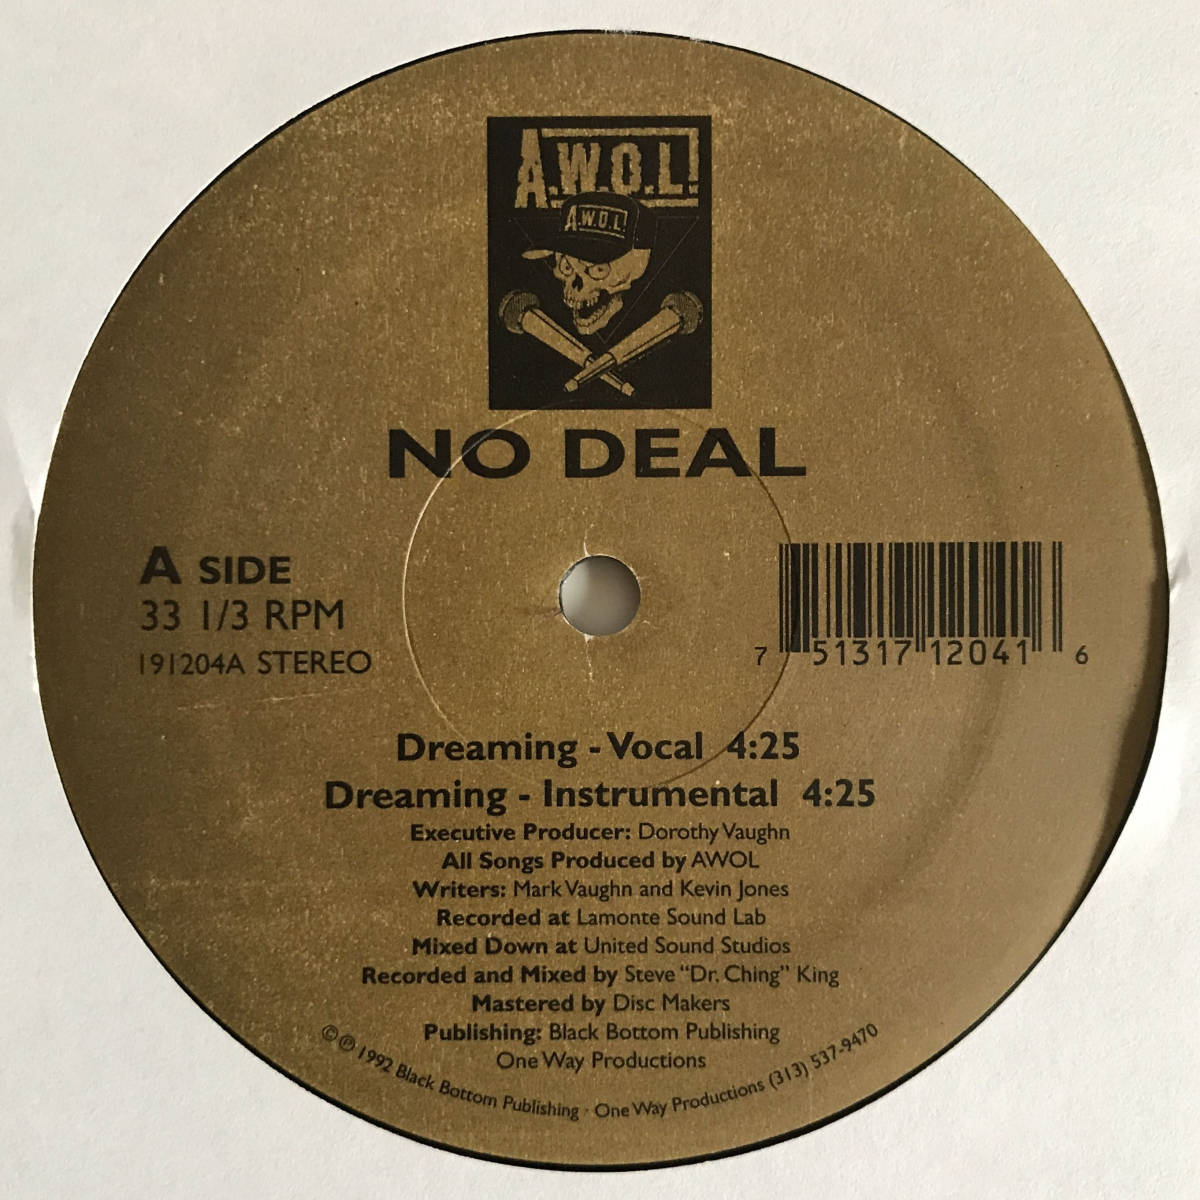 A.W.O.L!
A.W.O.L!
NO DEAL
A SIDE
33 1/3 RPM
191204A STEREO
7 51317 12041 6
Dreaming - Vocal 4:25
Dreaming - Instrumental 4:25
Executive Producer: Dorothy Vaughn
All Songs Produced by AWOL
Writers: Mark Vaughn and Kevin Jones
Recorded at Lamonte Sound Lab
Mixed Down at United Sound Studios
Recorded and Mixed by Steve "Dr. Ching" King
Mastered by Disc Makers
Publishing: Black Bottom Publishing
One Way Productions
© ℗ 1992 Black Bottom Publishing · One Way Productions (313) 537-9470